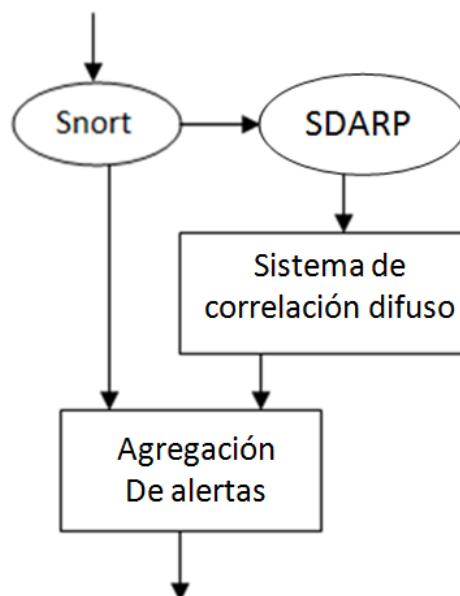 Snort
SDARP
Sistema de
correlación difuso
Agregación
De alertas